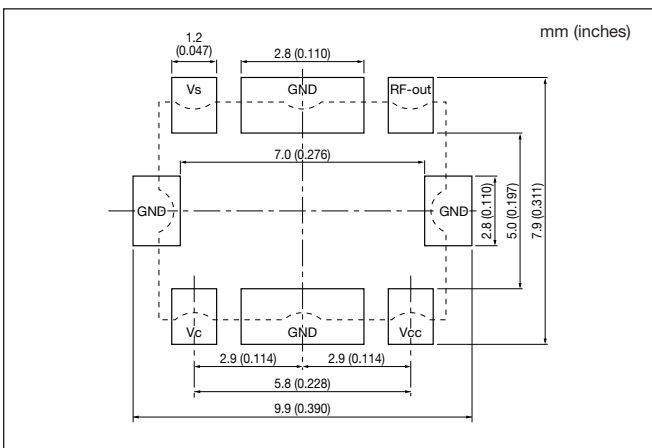 mm (inches)
1.2
(0.047)
2.8 (0.110)
Vs
GND
RF-out
7.0 (0.276)
GND
GND
2.8 (0.110)
5.0 (0.197)
7.9 (0.311)
Vc
GND
Vcc
2.9 (0.114)
2.9 (0.114)
5.8 (0.228)
9.9 (0.390)